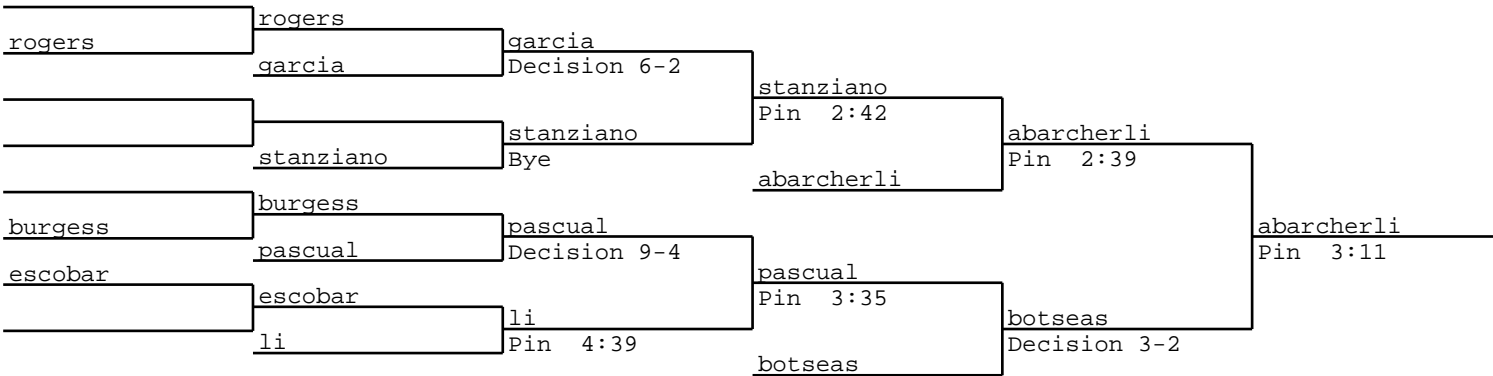 rogers
rogers
garcia
garcia
Decision 6-2
stanziano
Pin 2:42
stanziano
abarcherli
stanziano
Bye
Pin 2:39
abarcherli
burgess
burgess
pascual
abarcherli
pascual
Decision 9-4
Pin 3:11
escobar
pascual
escobar
Pin 3:35
li
botseas
li
Pin 4:39
Decision 3-2
botseas